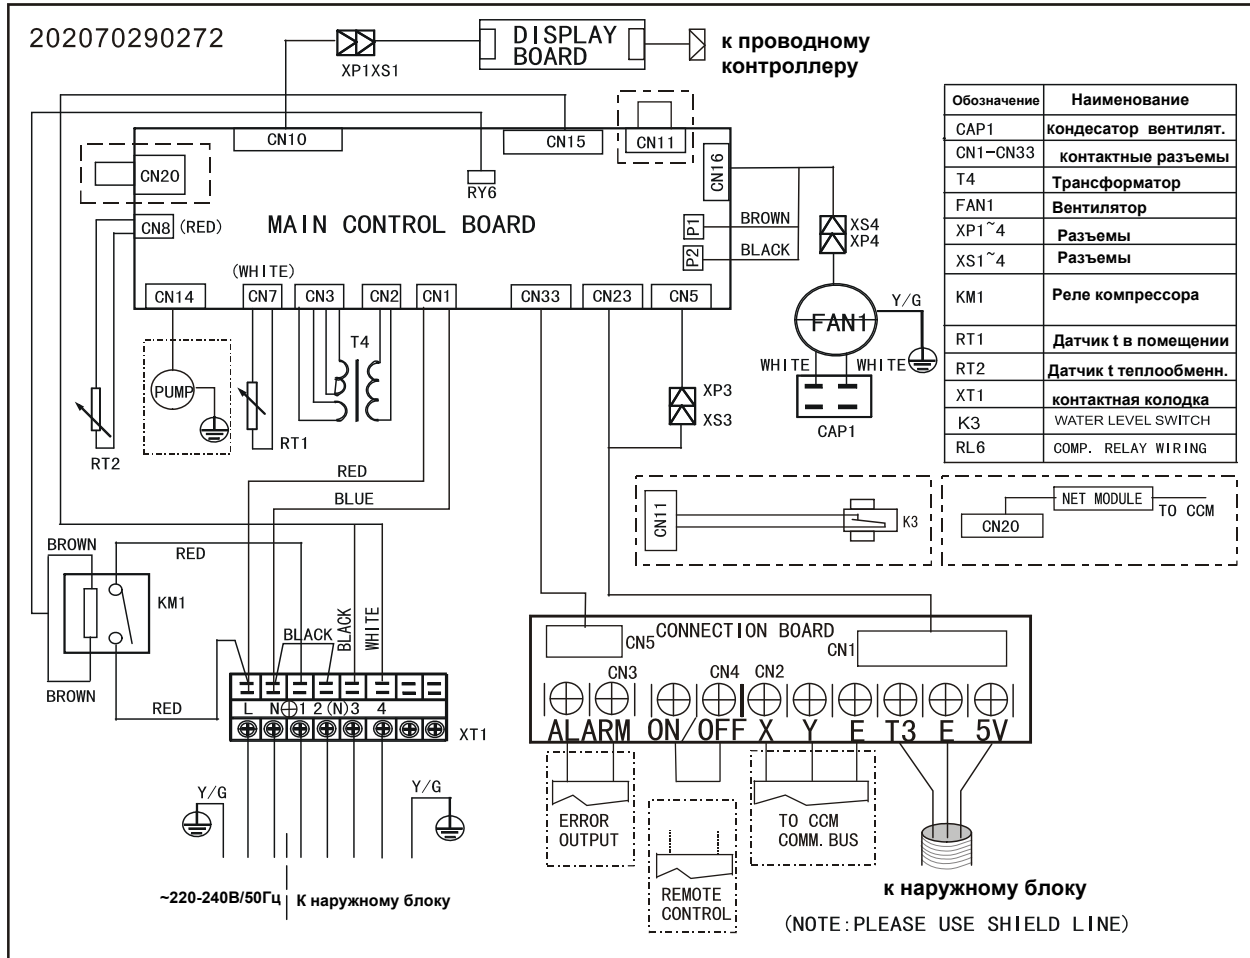 202070290272
XP1XS1
DISPLAY
BOARD
к проводному
контроллеру
Обозначение Наименование
CAP1 кондесатор вентилят.
CN1-CN33 контактные разъемы
T4 Трансформатор
FAN1 Вентилятор
XP1~4 Разъемы
XS1~4 Разъемы
KM1 Реле компрессора
RT1 Датчик t в помещении
RT2 Датчик t теплообменн.
XT1 контактная колодка
K3 WATER LEVEL SWITCH
RL6 COMP. RELAY WIRING
CN10
CN15
CN11
CN16
CN20
RY6
CN8 (RED)
MAIN CONTROL BOARD
P1
BROWN
P2
BLACK
XS4
XP4
(WHITE)
CN14
CN7
CN3
CN2
CN1
CN33
CN23
CN5
T4
PUMP
RT2
RT1
XP3
XS3
FAN1
Y/G
WHITE
WHITE
CAP1
RED
BLUE
BROWN
RED
KM1
BLACK
BLACK
WHITE
BROWN
RED
L N 1 2(N)3 4
XT1
Y/G
Y/G
~220-240В/50Гц
К наружному блоку
CN11
K3
NET MODULE
CN20
TO CCM
CONNECTION BOARD
CN5
CN1
CN3
CN4
CN2
ALARM ON/OFF X Y E T3 E 5V
ERROR
OUTPUT
REMOTE
CONTROL
TO CCM
COMM.BUS
к наружному блоку
(NOTE:PLEASE USE SHIELD LINE)